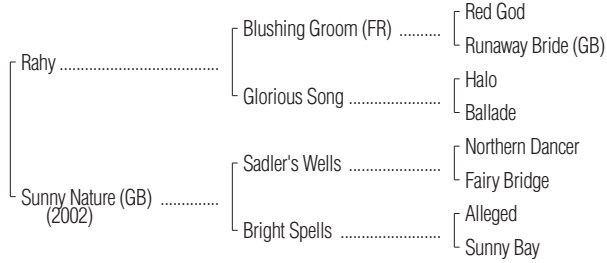 Red God
Blushing Groom (FR) ..........
Runaway Bride (GB)
Rahy ......................................
Halo
Glorious Song ......................
Ballade
Northern Dancer
Sadler's Wells ......................
Fairy Bridge
Sunny Nature (GB) ..............
(2002)
Alleged
Bright Spells ........................
Sunny Bay